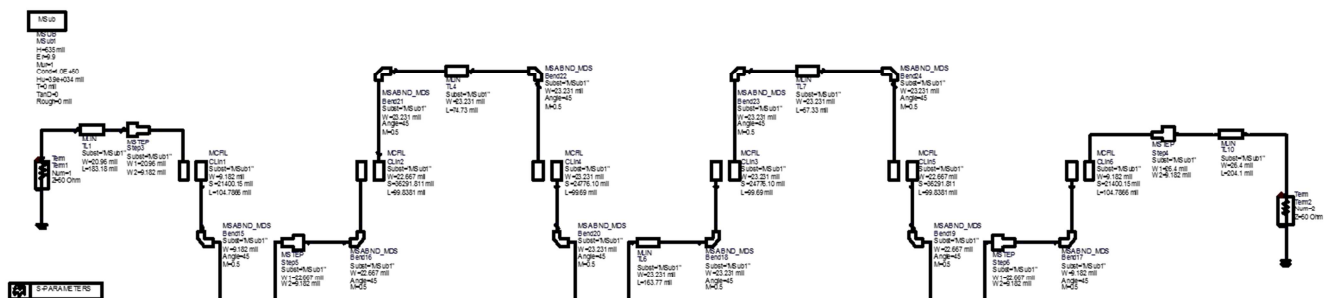 MSub
MSUB
MSub1
H=635 mil
Er=9.9
Mur=1
Cond=1.0E+50
Hu=3.9e+034 mil
T=0 mil
TanD=0
Rough=0 mil
Term
Term1
Num=1
Z=50 Ohm
MLIN
TL1
Subst="MSub1"
W=20.96 mil
L=183.18 mil
MSTEP
Step3
Subst="MSub1"
W1=20.96 mil
W2=9.182 mil
MCFIL
CLin1
Subst="MSub1"
W=9.182 mil
S=21400.15 mil
L=104.7866 mil
MSABND_MDS
Bend15
Subst="MSub1"
W=9.182 mil
Angle=45
M=0.5
MSTEP
Step5
Subst="MSub1"
W1=22.667 mil
W2=9.182 mil
MSABND_MDS
Bend16
Subst="MSub1"
W=22.667 mil
Angle=45
M=0.5
MSABND_MDS
Bend21
Subst="MSub1"
W=23.231 mil
Angle=45
M=0.5
MCFIL
CLin2
Subst="MSub1"
W=22.667 mil
S=36291.811 mil
L=99.8381 mil
MLIN
TL4
Subst="MSub1"
W=23.231 mil
L=74.73 mil
MSABND_MDS
Bend22
Subst="MSub1"
W=23.231 mil
Angle=45
M=0.5
MCFIL
CLin4
Subst="MSub1"
W=23.231 mil
S=24776.10 mil
L=99.69 mil
MSABND_MDS
Bend20
Subst="MSub1"
W=23.231 mil
Angle=45
M=0.5
MLIN
TL6
Subst="MSub1"
W=23.231 mil
L=163.77 mil
MSABND_MDS
Bend18
Subst="MSub1"
W=23.231 mil
Angle=45
M=0.5
MSABND_MDS
Bend23
Subst="MSub1"
W=23.231 mil
Angle=45
M=0.5
MCFIL
CLin3
Subst="MSub1"
W=23.231 mil
S=24776.10 mil
L=99.69 mil
MLIN
TL7
Subst="MSub1"
W=23.231 mil
L=57.33 mil
MSABND_MDS
Bend24
Subst="MSub1"
W=23.231 mil
Angle=45
M=0.5
MCFIL
CLin5
Subst="MSub1"
W=22.667 mil
S=36291.811
L=99.8381 mil
MSABND_MDS
Bend19
Subst="MSub1"
W=22.667 mil
Angle=45
M=0.5
MSTEP
Step6
Subst="MSub1"
W1=22.667 mil
W2=9.182 mil
MSABND_MDS
Bend17
Subst="MSub1"
W=9.182 mil
Angle=45
M=0.5
MCFIL
CLin6
Subst="MSub1"
W=9.182 mil
S=21400.15 mil
L=104.7866 mil
MSTEP
Step4
Subst="MSub1"
W1=25.4 mil
W2=9.182 mil
MLIN
TL10
Subst="MSub1"
W=25.4 mil
L=204.1 mil
Term
Term2
Num=2
Z=50 Ohm
S-PARAMETERS